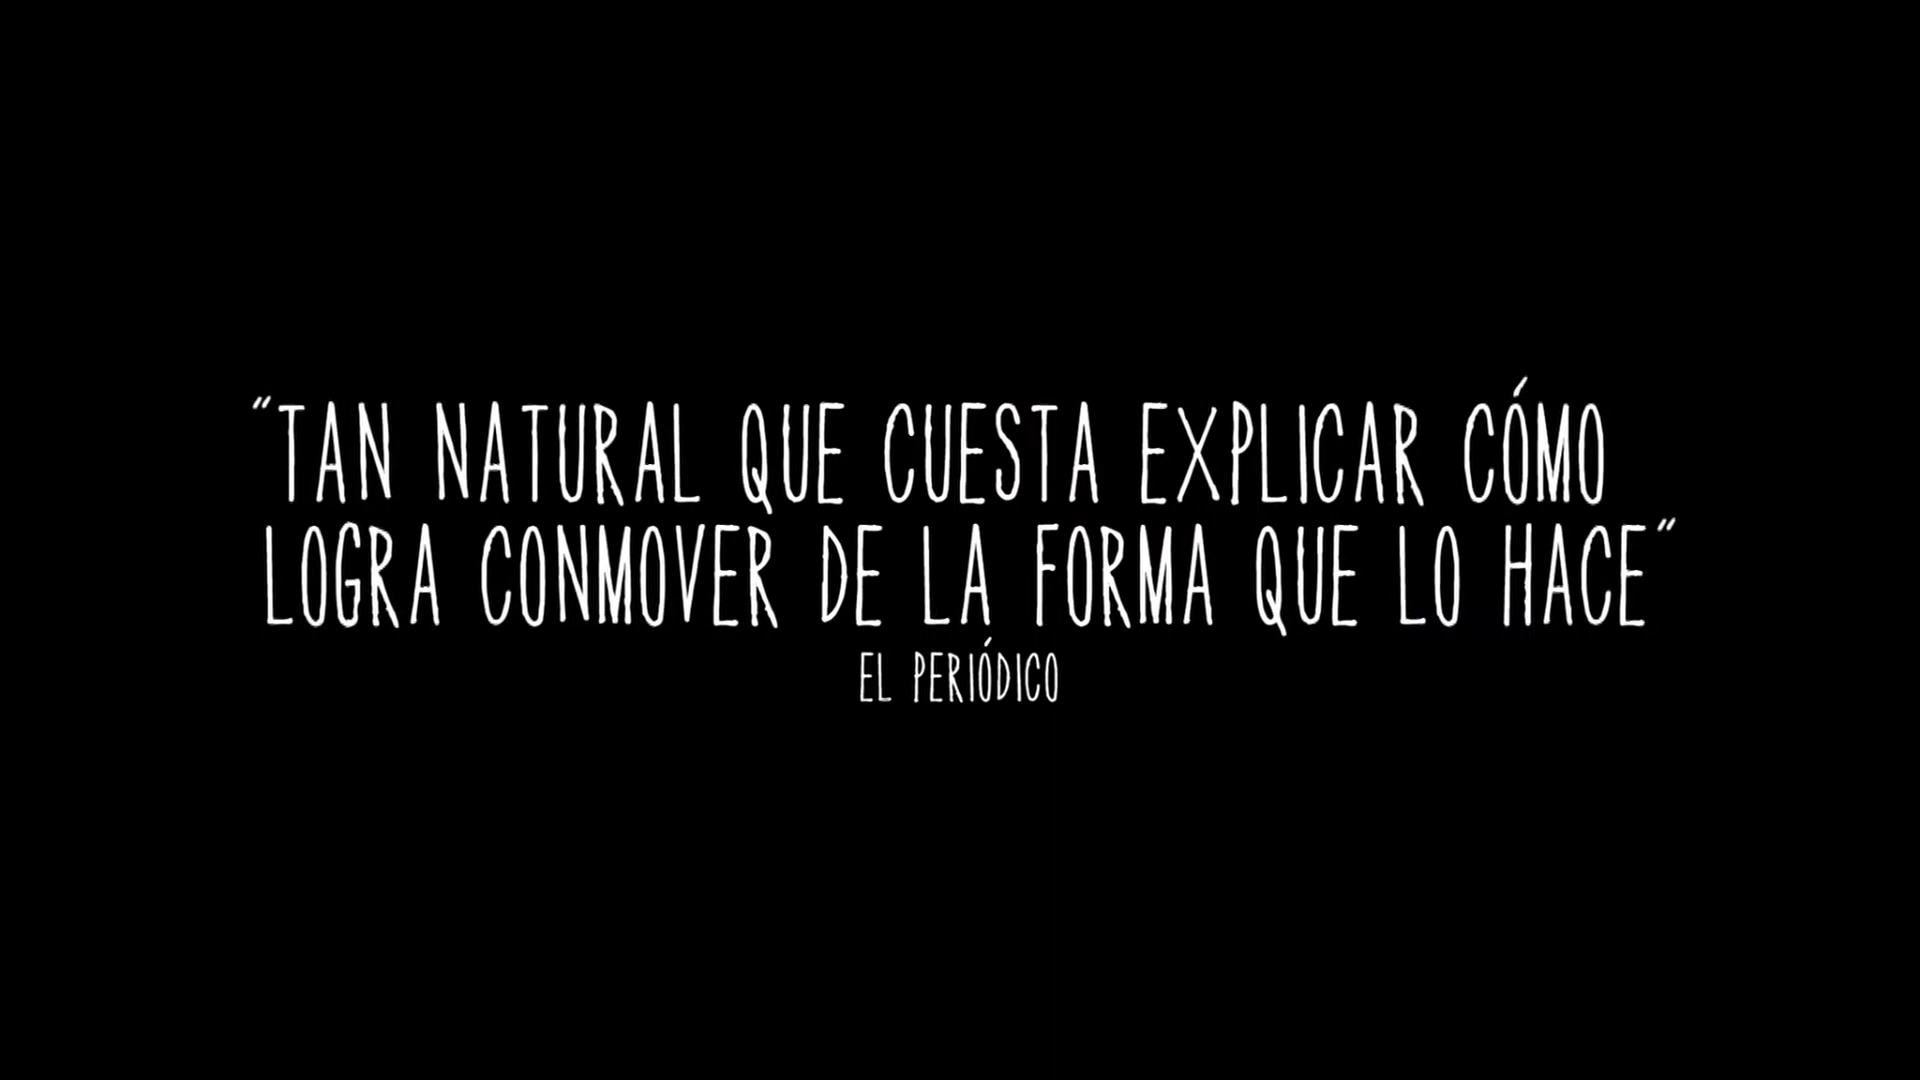 "TAN NATURAL QUE CUESTA EXPLICAR CÓMO
LOGRA CONMOVER DE LA FORMA QUE LO HACE"
EL PERIÓDICO